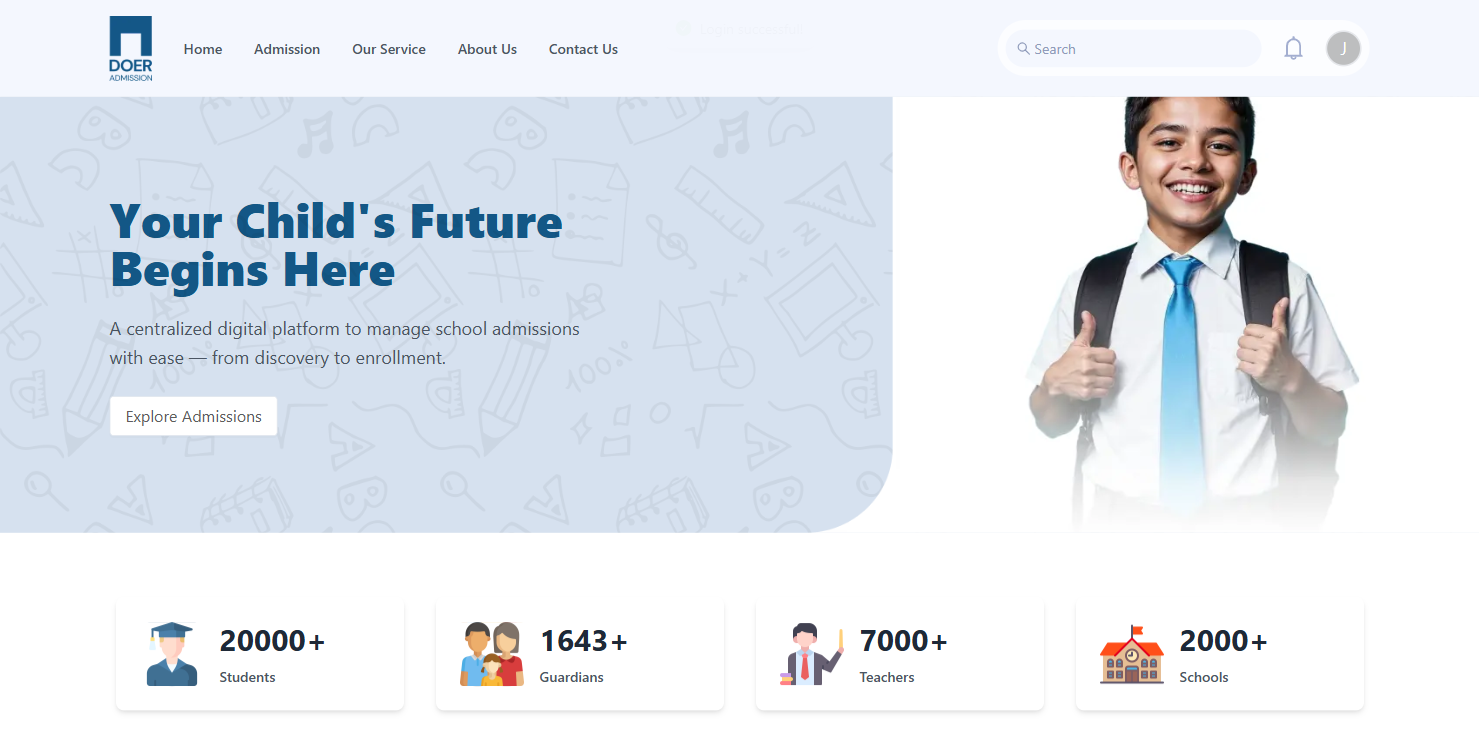 DOER
ADMISSION
Home
Admission
Our Service
About Us
Contact Us
Search
J
Your Child's Future
Begins Here
A centralized digital platform to manage school admissions
with ease — from discovery to enrollment.
Explore Admissions
20000+
Students
1643+
Guardians
7000+
Teachers
2000+
Schools